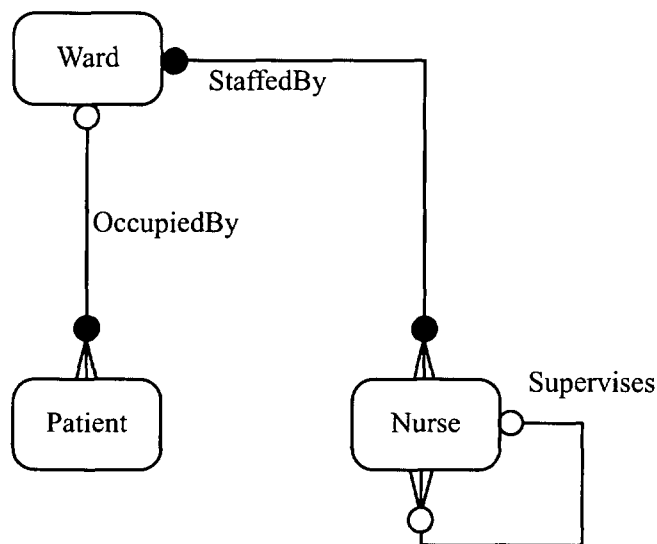 Ward
StaffedBy
OccupiedBy
Supervises
Patient
Nurse